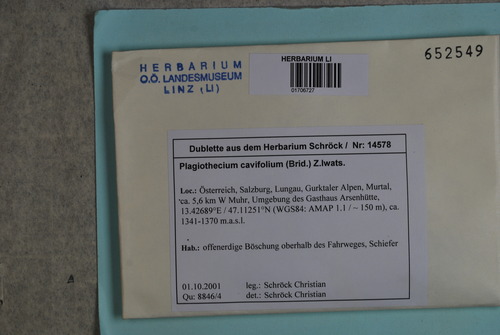 HERBARIUM
O.Ö. LANDESMUSEUM
LINZ (LI)
HERBARIUM LI
01706727
652549
Dublette aus dem Herbarium Schröck / Nr: 14578
Plagiothecium cavifolium (Brid.) Z.Iwats.
Loc.: Österreich, Salzburg, Lungau, Gurktaler Alpen, Murtal,
ca. 5,6 km W Muhr, Umgebung des Gasthaus Arsenhütte,
13.42689°E / 47.11251°N (WGS84: AMAP 1.1 / ~ 150 m), ca.
1341-1370 m.a.s.l.
Hab.: offenerdige Böschung oberhalb des Fahrweges, Schiefer
01.10.2001 leg.: Schröck Christian
Qu: 8846/4 det.: Schröck Christian